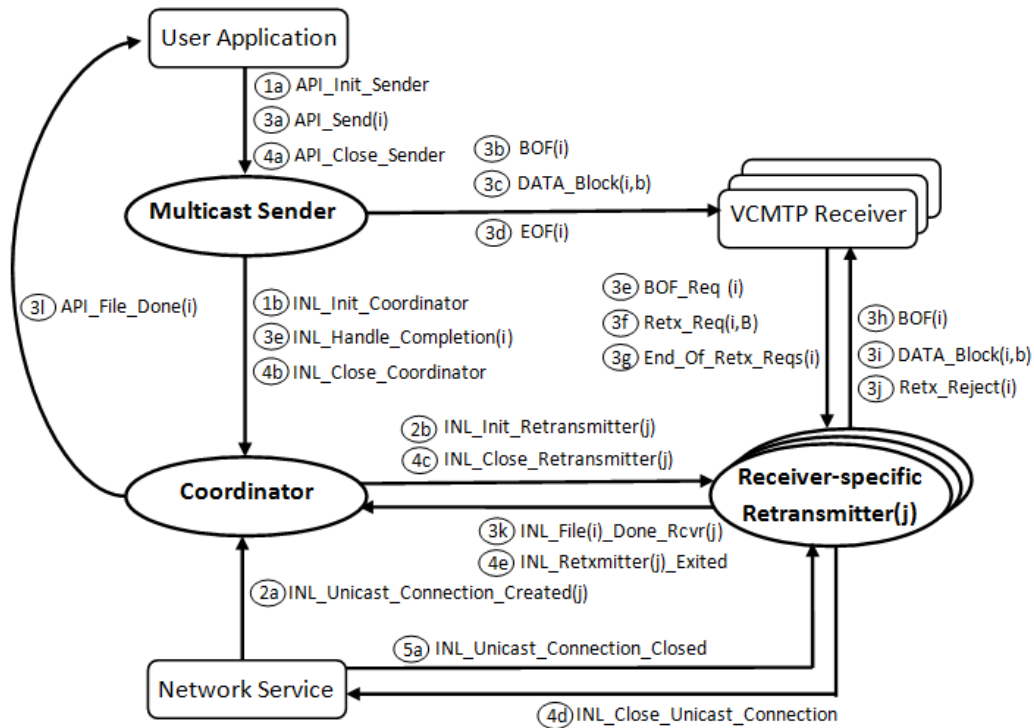 User Application
1a API_Init_Sender
3a API_Send(i)
4a API_Close_Sender
3b BOF(i)
3c DATA_Block(i,b)
3d EOF(i)
Multicast Sender
VCMTP Receiver
3l API_File_Done(i)
1b INL_Init_Coordinator
3e INL_Handle_Completion(i)
4b INL_Close_Coordinator
3e BOF_Req (i)
3f Retx_Req(i,B)
3g End_Of_Retx_Reqs(i)
3h BOF(i)
3i DATA_Block(i,b)
3j Retx_Reject(i)
2b INL_Init_Retransmitter(j)
4c INL_Close_Retransmitter(j)
Coordinator
Receiver-specific
Retransmitter(j)
3k INL_File(i)_Done_Rcvr(j)
4e INL_Retxmitter(j)_Exited
2a INL_Unicast_Connection_Created(j)
5a INL_Unicast_Connection_Closed
Network Service
4d INL_Close_Unicast_Connection